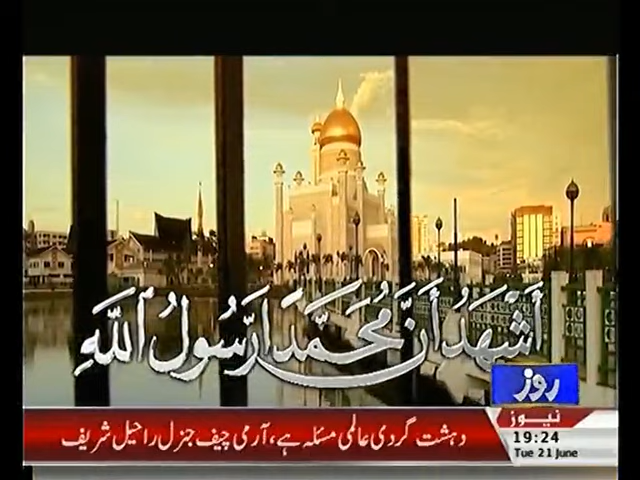 أشهد أن محمدا رسول الله
روز
نیوز
دہشت گردی عالمی مسئلہ ہے، آرمی چیف جنرل راحیل شریف
19:24
Tue 21 June